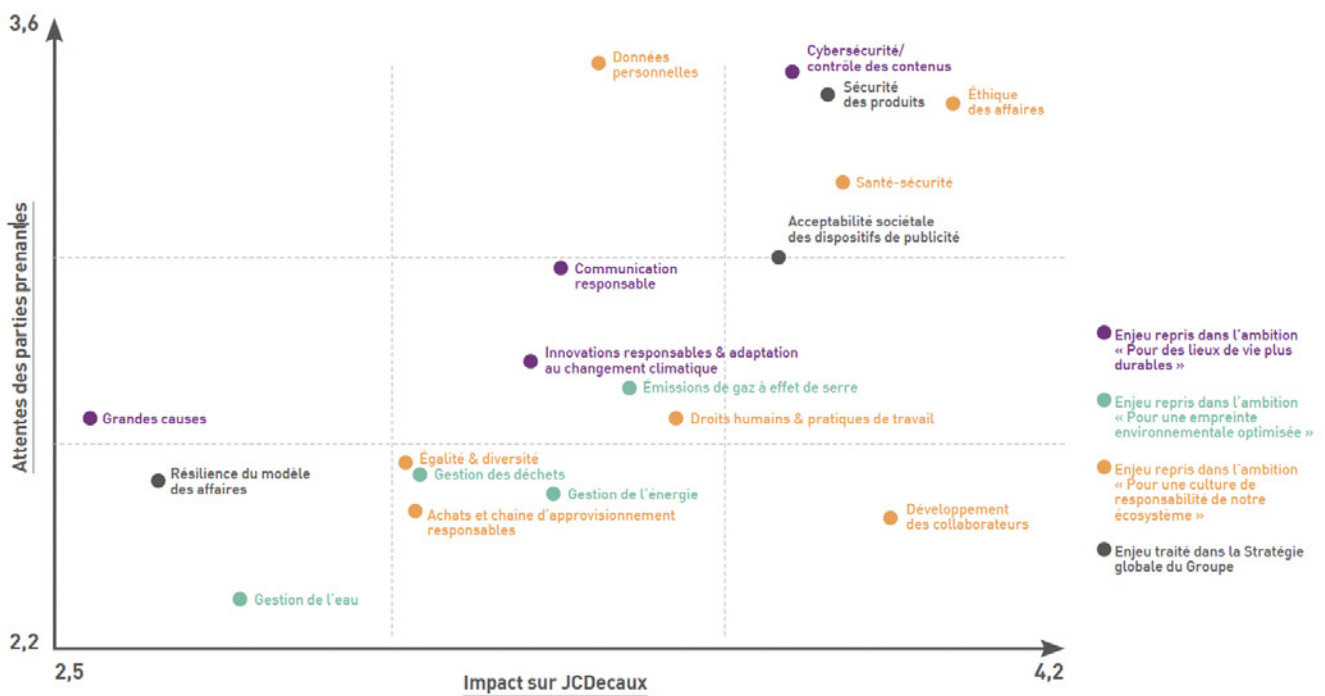 3,6
Données
personnelles
Cybersécurité/
contrôle des contenus
Sécurité
des produits
Éthique
des affaires
Santé-sécurité
Acceptabilité sociétale
des dispositifs de publicité
Communication
responsable
Innovations responsables & adaptation
au changement climatique
Émissions de gaz à effet de serre
Grandes causes
Droits humains & pratiques de travail
Égalité & diversité
Résilience du modèle
des affaires
Gestion des déchets
Gestion de l'énergie
Achats et chaine d'approvisionnement
responsables
Développement
des collaborateurs
Gestion de l'eau
Attentes des parties prenantes
2,2
2,5
4,2
Impact sur JCDecaux
Enjeu repris dans l'ambition
« Pour des lieux de vie plus
durables »
Enjeu repris dans l'ambition
« Pour une empreinte
environnementale optimisée »
Enjeu repris dans l'ambition
« Pour une culture de
responsabilité de notre
écosystème »
Enjeu traité dans la Stratégie
globale du Groupe